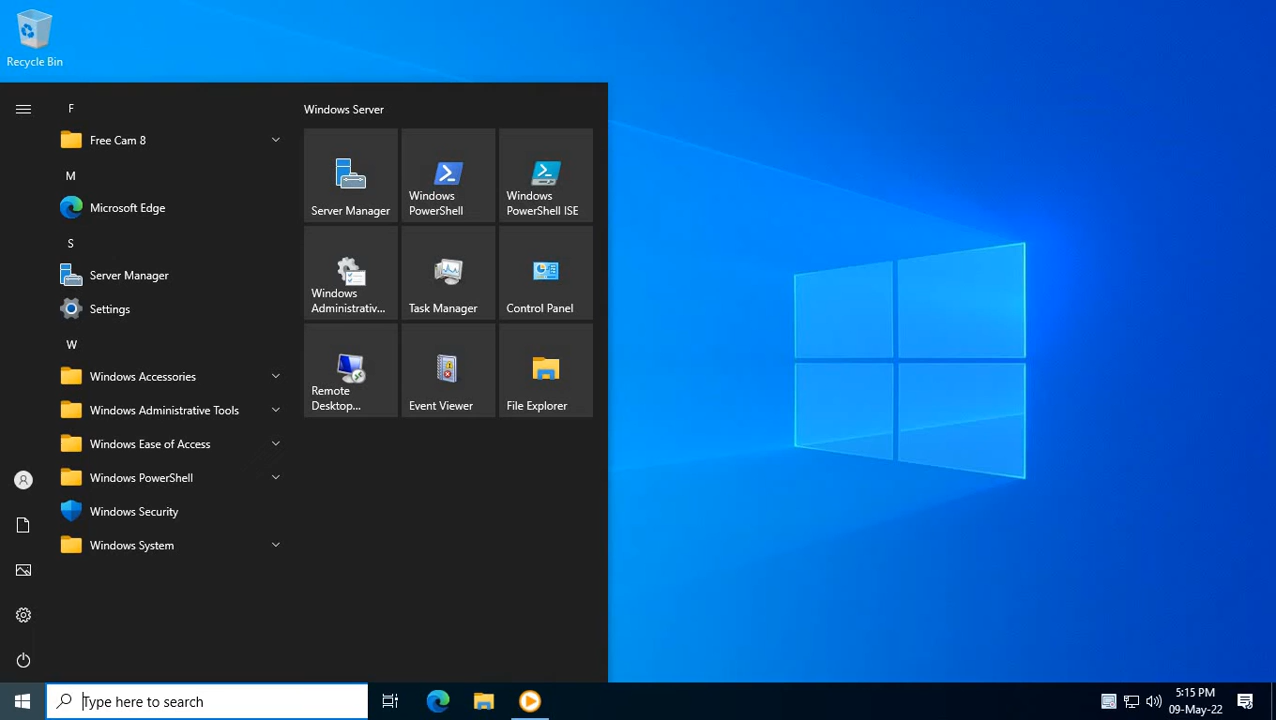 Recycle Bin
F
Free Cam 8
M
Microsoft Edge
S
Server Manager
Settings
W
Windows Accessories
Windows Administrative Tools
Windows Ease of Access
Windows PowerShell
Windows Security
Windows System
Windows Server
Server Manager
Windows
PowerShell
Windows
PowerShell ISE
Windows
Administrativ...
Task Manager
Control Panel
Remote
Desktop...
Event Viewer
File Explorer
Type here to search
5:15 PM
09-May-22